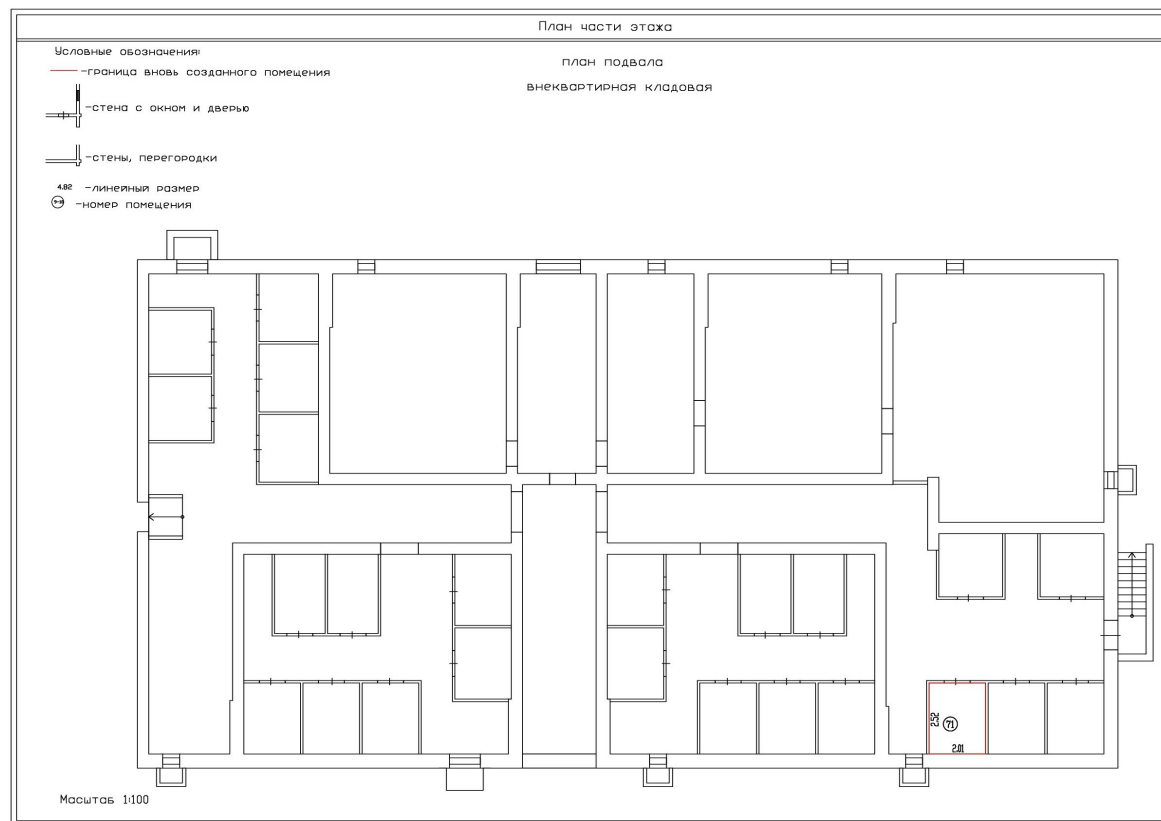 План части этажа
Условные обозначения:
-граница вновь созданного помещения
-стена с окном и дверью
-стены, перегородки
4.82 -линейный размер
-номер помещения
план подвала
внеквартирная кладовая
2.52
71
2.01
Масштаб 1:100